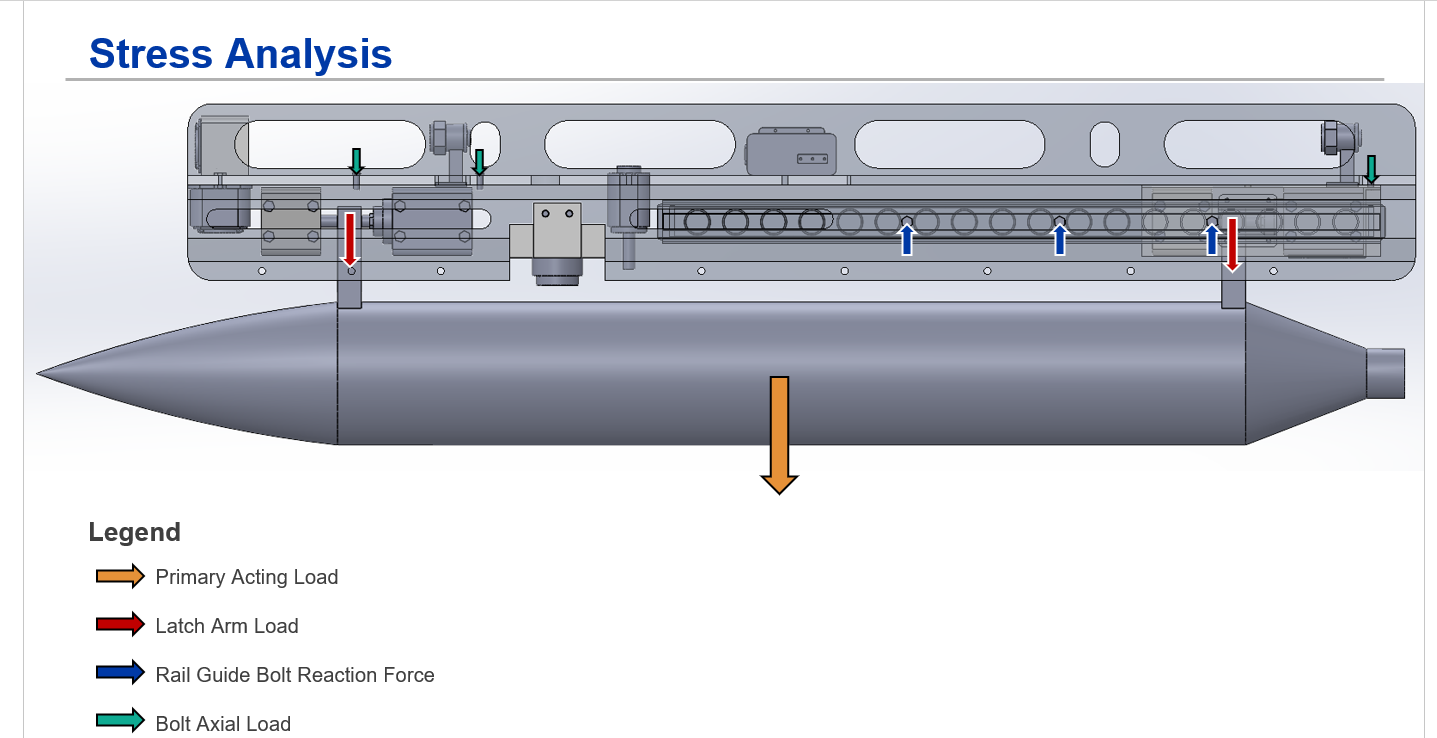 Stress Analysis
Legend
Primary Acting Load
Latch Arm Load
Rail Guide Bolt Reaction Force
Bolt Axial Load